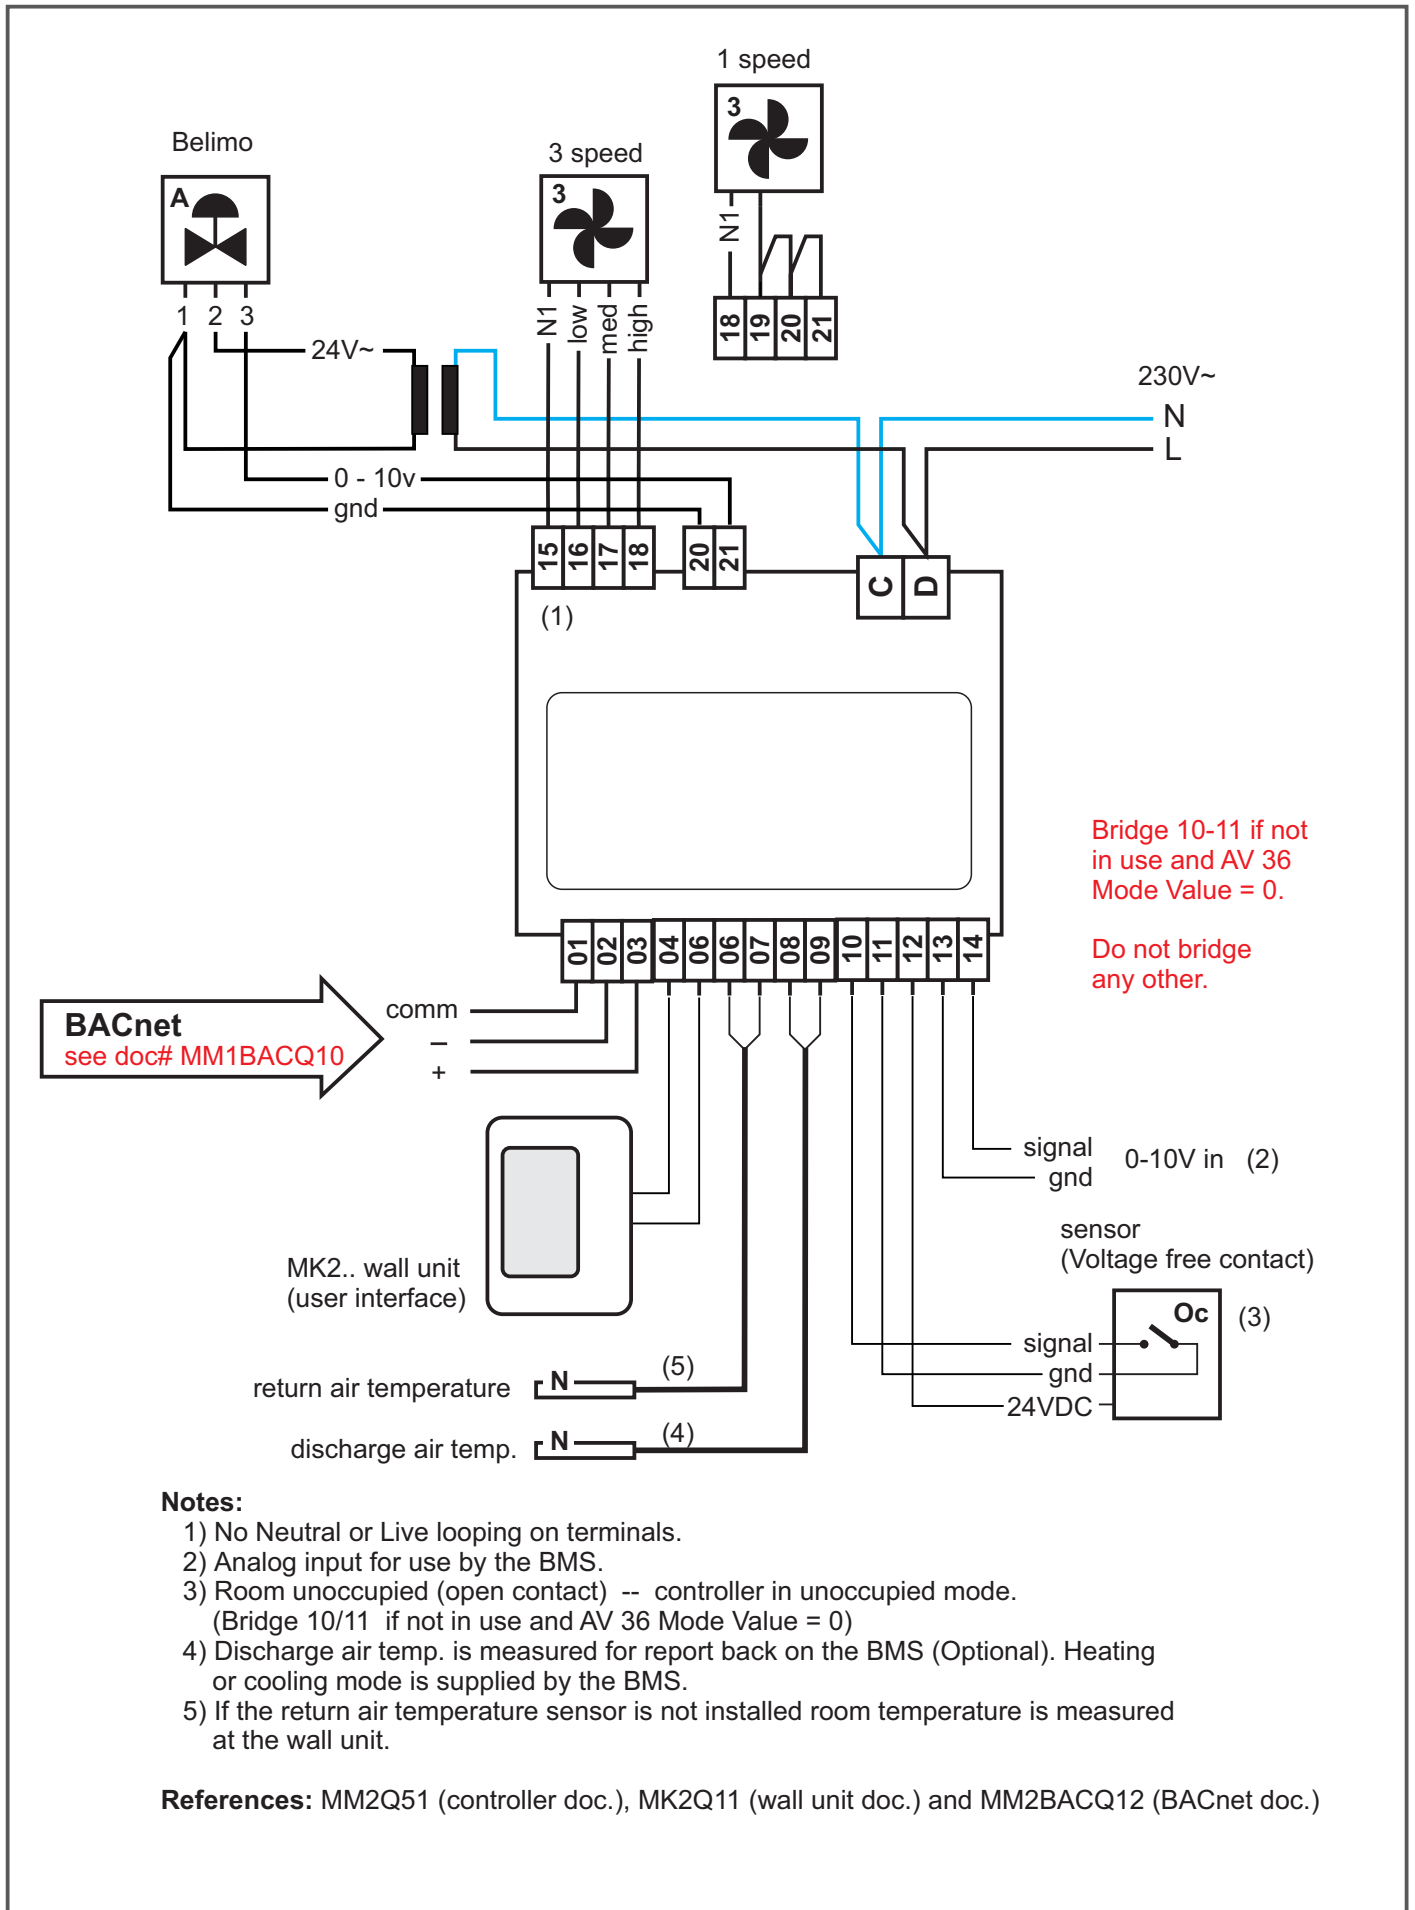 1 speed
3
Belimo
3 speed
A
3
N1
18 19 20 21
1 2 3
N1 low med high
24V~
230V~
N
L
0 - 10v
gnd
15 16 17 18 20 21 C D
(1)
Bridge 10-11 if not
in use and AV 36
Mode Value = 0.
Do not bridge
any other.
01 02 03 04 06 06 07 08 09 10 11 12 13 14
BACnet
see doc# MM1BACQ10
comm
–
+
signal
gnd
0-10V in (2)
sensor
(Voltage free contact)
MK2.. wall unit
(user interface)
Oc
(3)
signal
gnd
24VDC
return air temperature
N
(5)
discharge air temp.
N
(4)
Notes:
1) No Neutral or Live looping on terminals.
2) Analog input for use by the BMS.
3) Room unoccupied (open contact) -- controller in unoccupied mode.
(Bridge 10/11 if not in use and AV 36 Mode Value = 0)
4) Discharge air temp. is measured for report back on the BMS (Optional). Heating
or cooling mode is supplied by the BMS.
5) If the return air temperature sensor is not installed room temperature is measured
at the wall unit.
References: MM2Q51 (controller doc.), MK2Q11 (wall unit doc.) and MM2BACQ12 (BACnet doc.)